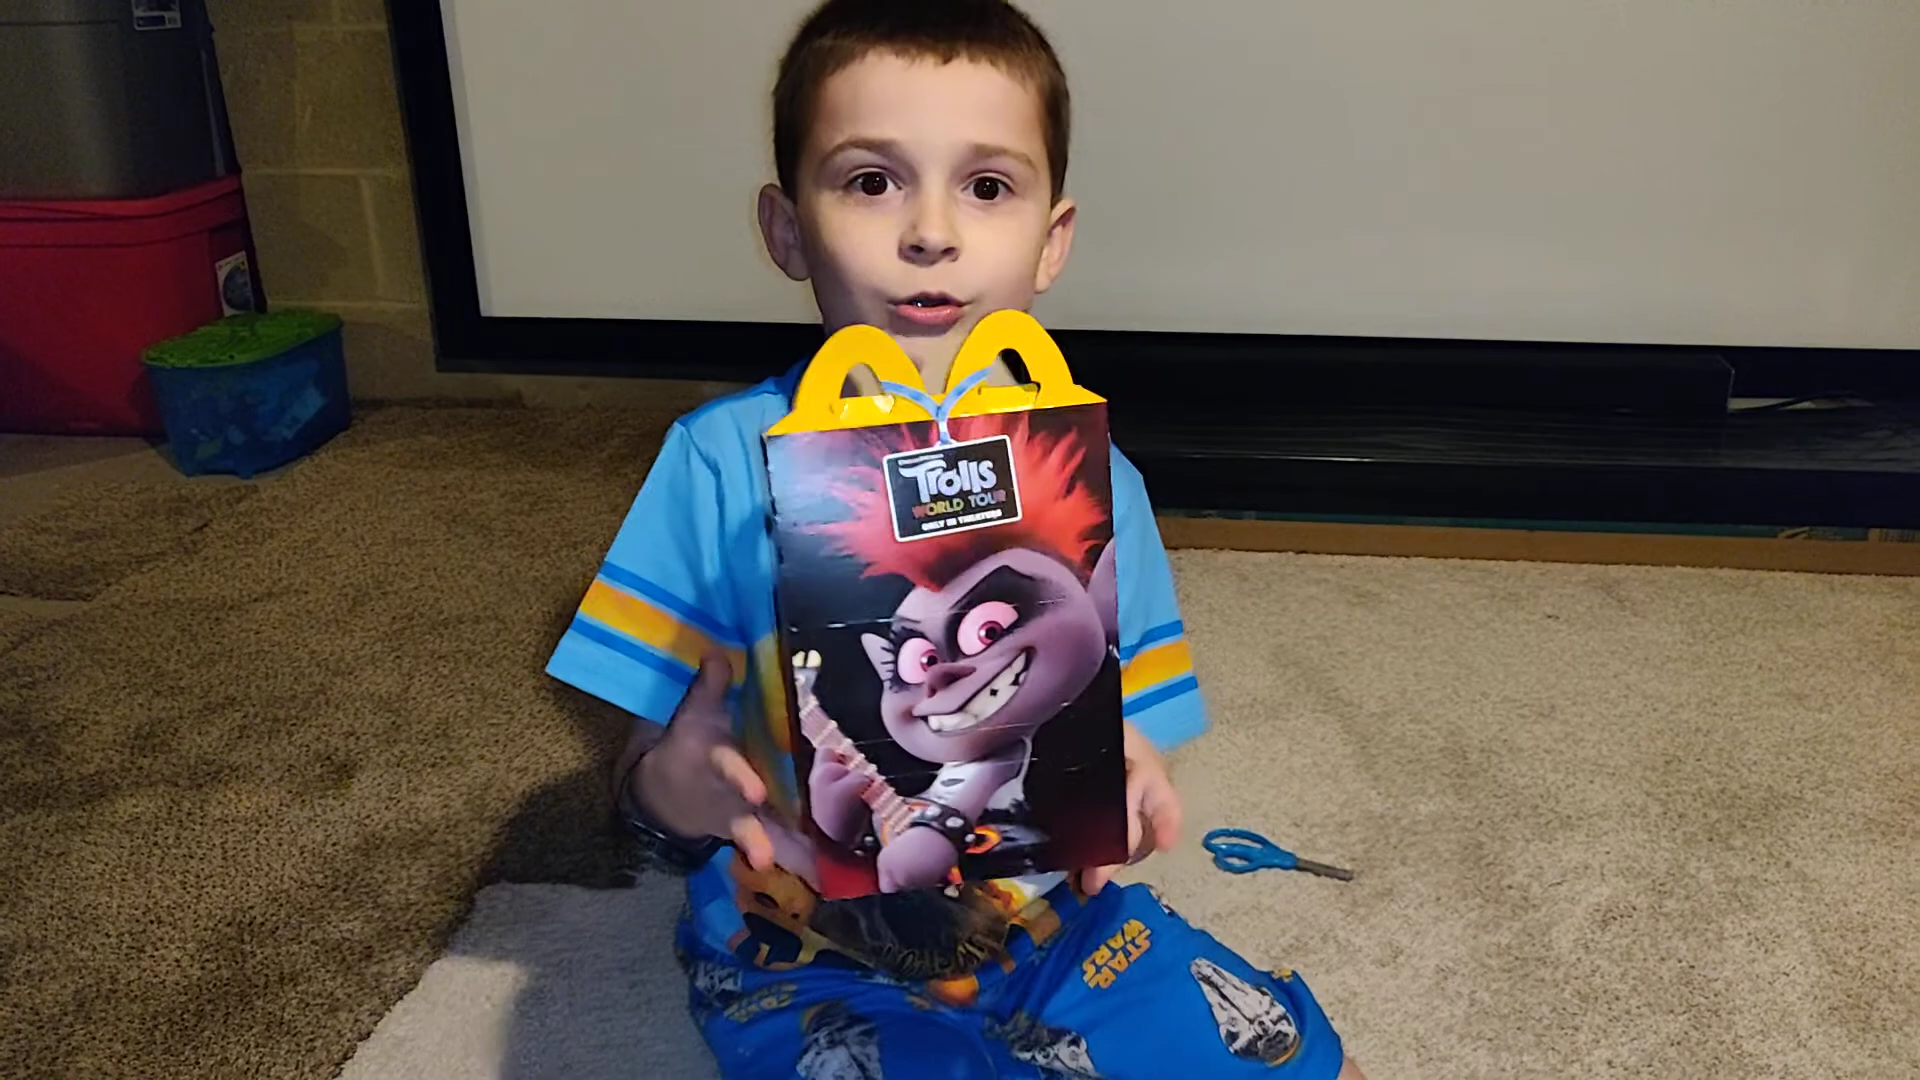 Trolls
WORLD TOUR
ONLY IN THEATERS
STAR
WARS